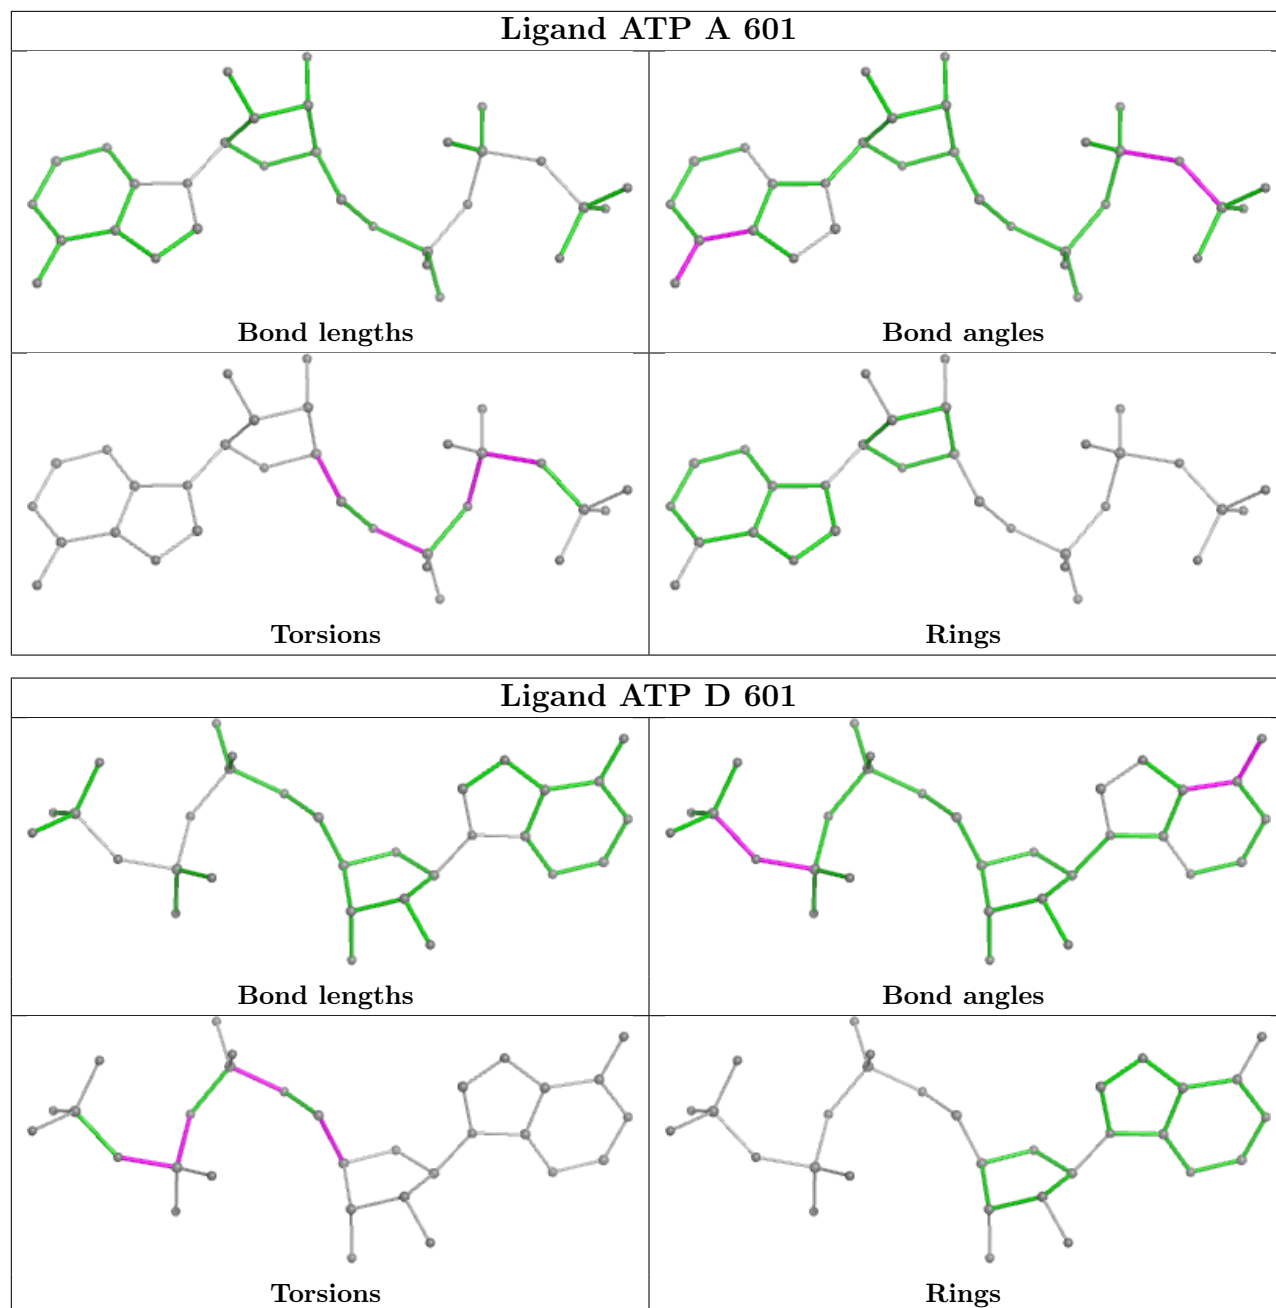 Ligand ATP A 601
Bond lengths
Bond angles
Torsions
Rings
Ligand ATP D 601
Bond lengths
Bond angles
Torsions
Rings